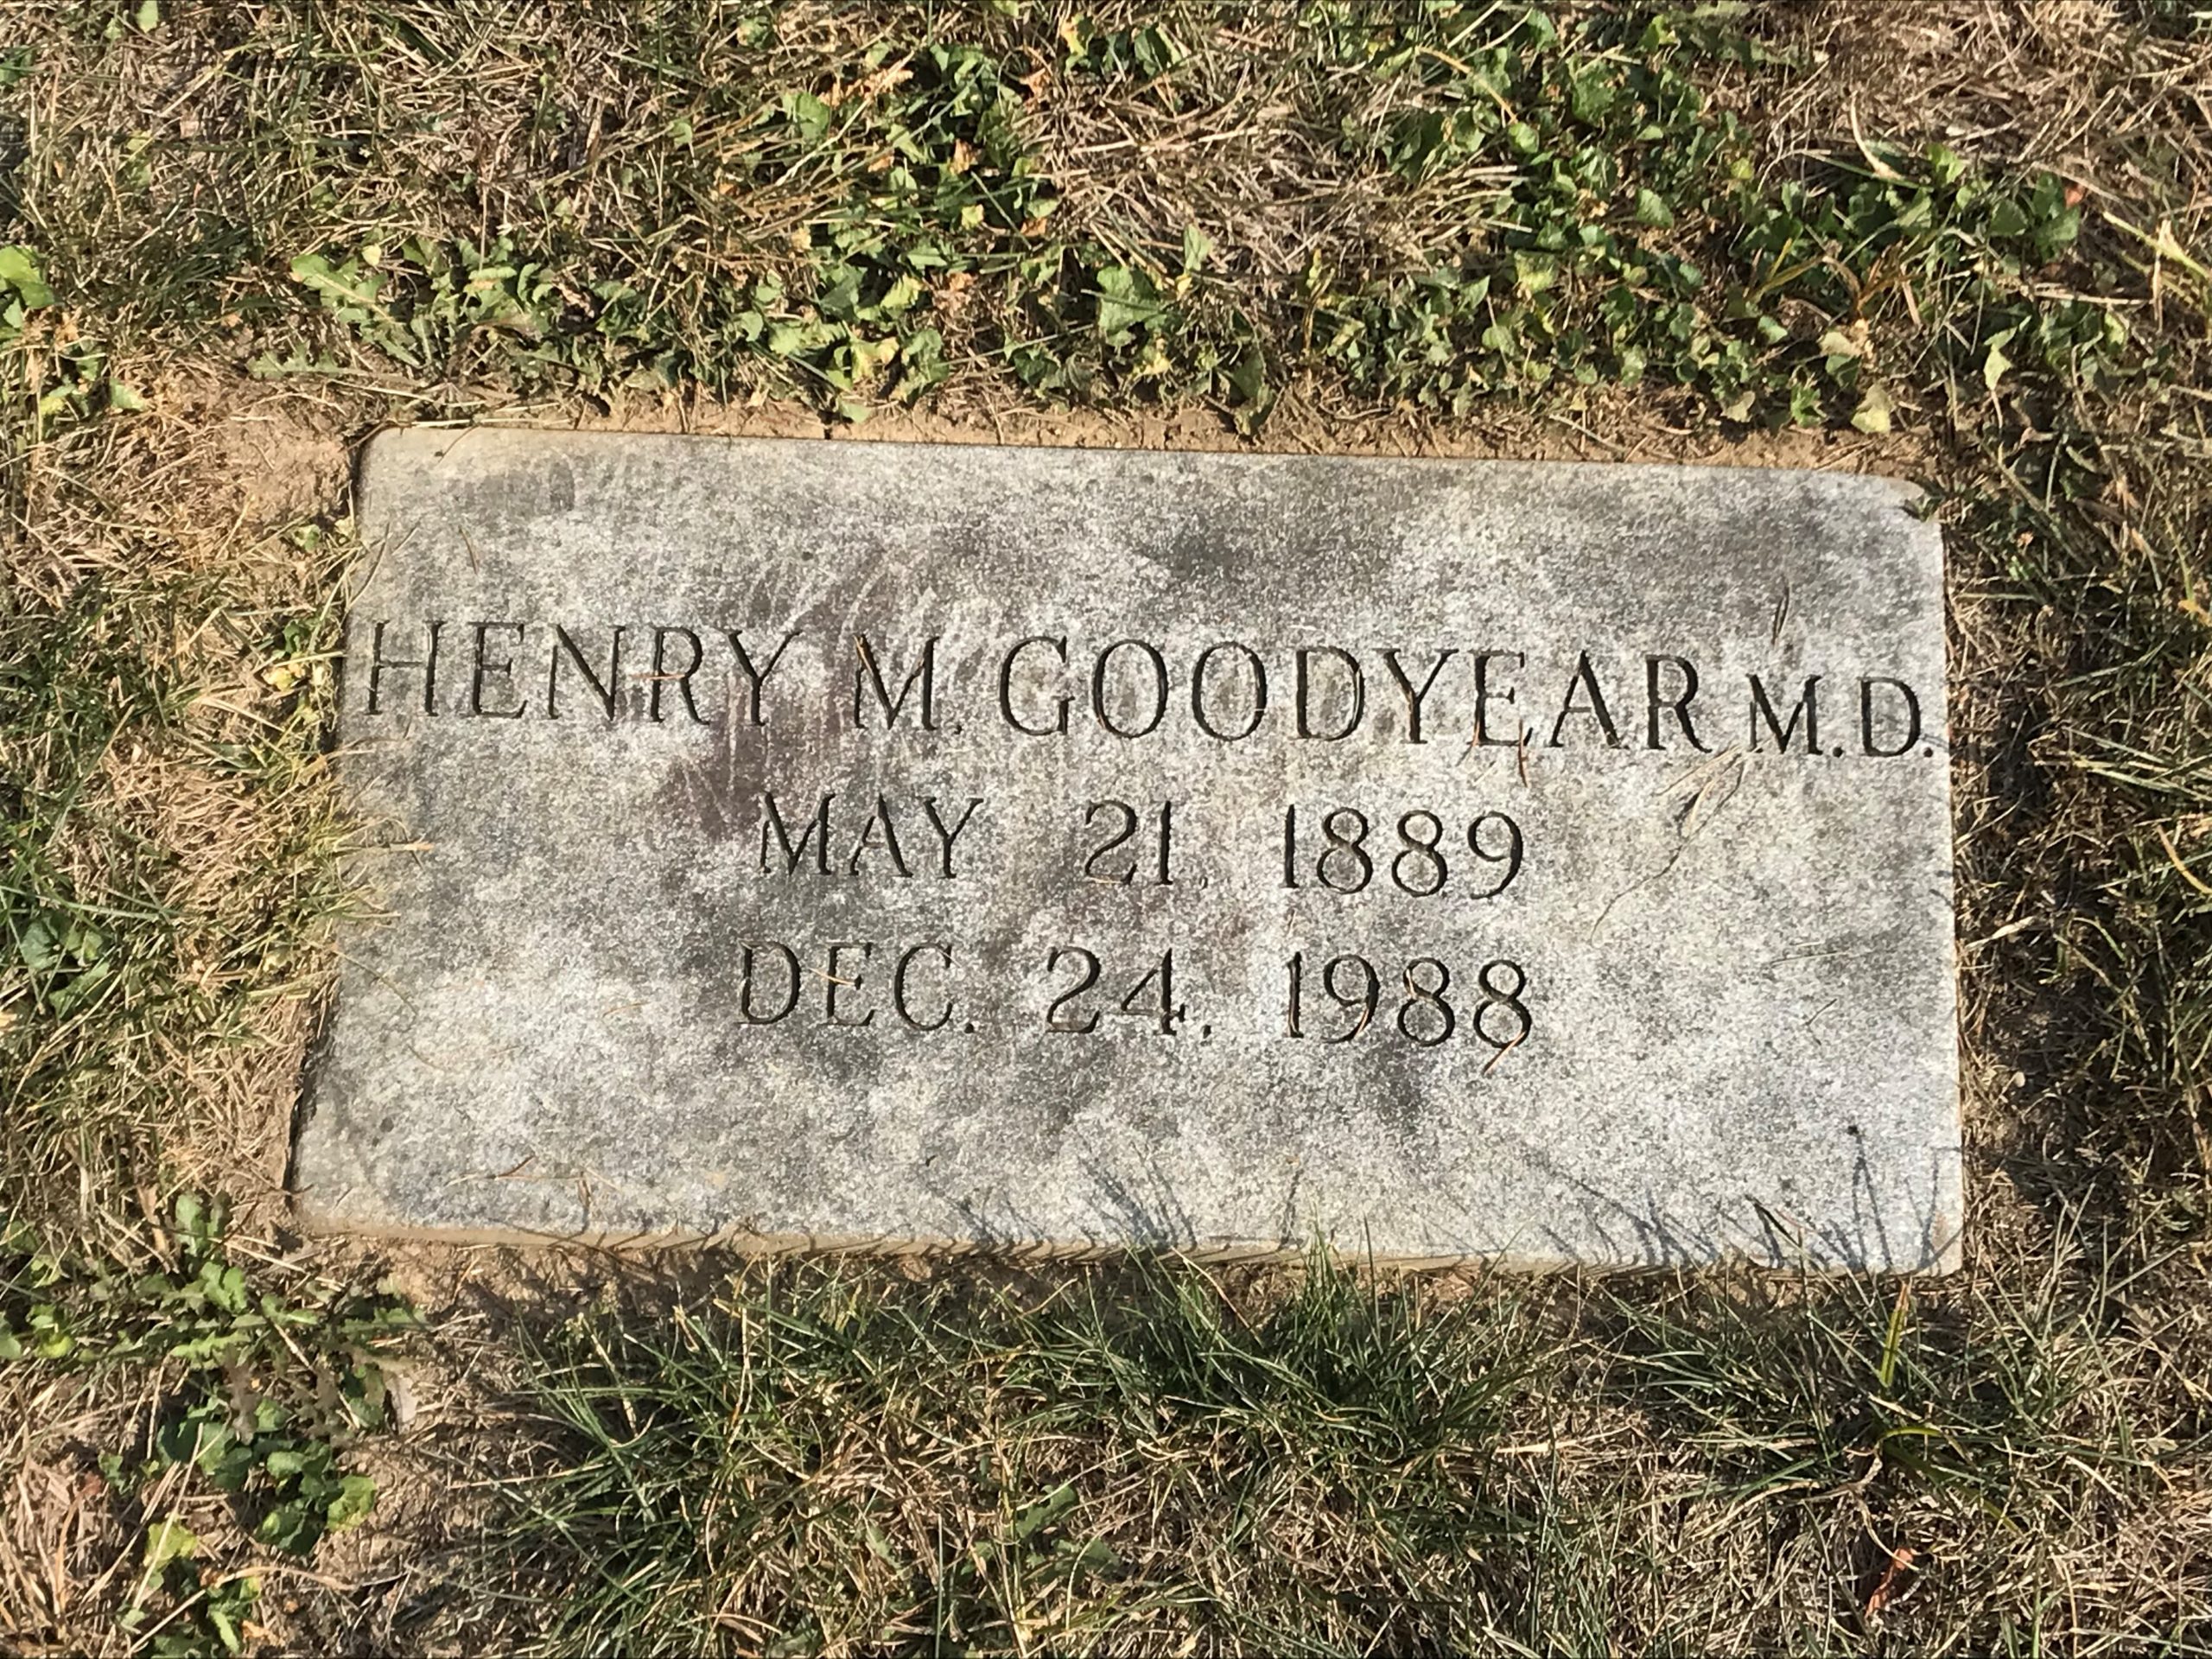 HENRY M. GOODYEAR M.D.
MAY 21, 1889
DEC. 24, 1988